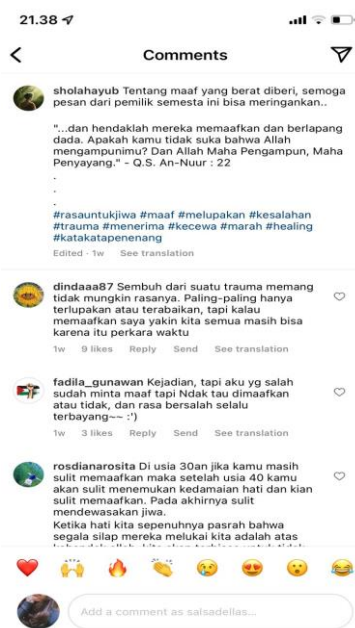 21.38
Comments
sholahayub Tentang maaf yang berat diberi, semoga
pesan dari pemilik semesta ini bisa meringankan..
"...dan hendaklah mereka memaafkan dan berlapang
dada. Apakah kamu tidak suka bahwa Allah
mengampunimu? Dan Allah Maha Pengampun, Maha
Penyayang." - Q.S. An-Nuur : 22
.
.
.
#rasauntukjiwa #maaf #melupakan #kesalahan
#trauma #menerima #kecewa #marah #healing
#katakatapenenang
Edited · 1w See translation
dindaaa87 Sembuh dari suatu trauma memang
tidak mungkin rasanya. Paling-paling hanya
terlupakan atau terabaikan, tapi kalau
memaafkan saya yakin kita semua masih bisa
karena itu perkara waktu
1w 9 likes Reply Send See translation
fadila_gunawan Kejadian, tapi aku yg salah
sudah minta maaf tapi Ndak tau dimaafkan
atau tidak, dan rasa bersalah selalu
terbayang~~ :')
1w 3 likes Reply Send See translation
rosdianarosita Di usia 30an jika kamu masih
sulit memaafkan maka setelah usia 40 kamu
akan sulit menemukan kedamaian hati dan kian
sulit memaafkan. Pada akhirnya sulit
mendewasakan jiwa.
Ketika hati kita sepenuhnya pasrah bahwa
segala silap mereka melukai kita adalah atas
Add a comment as salsadellas...